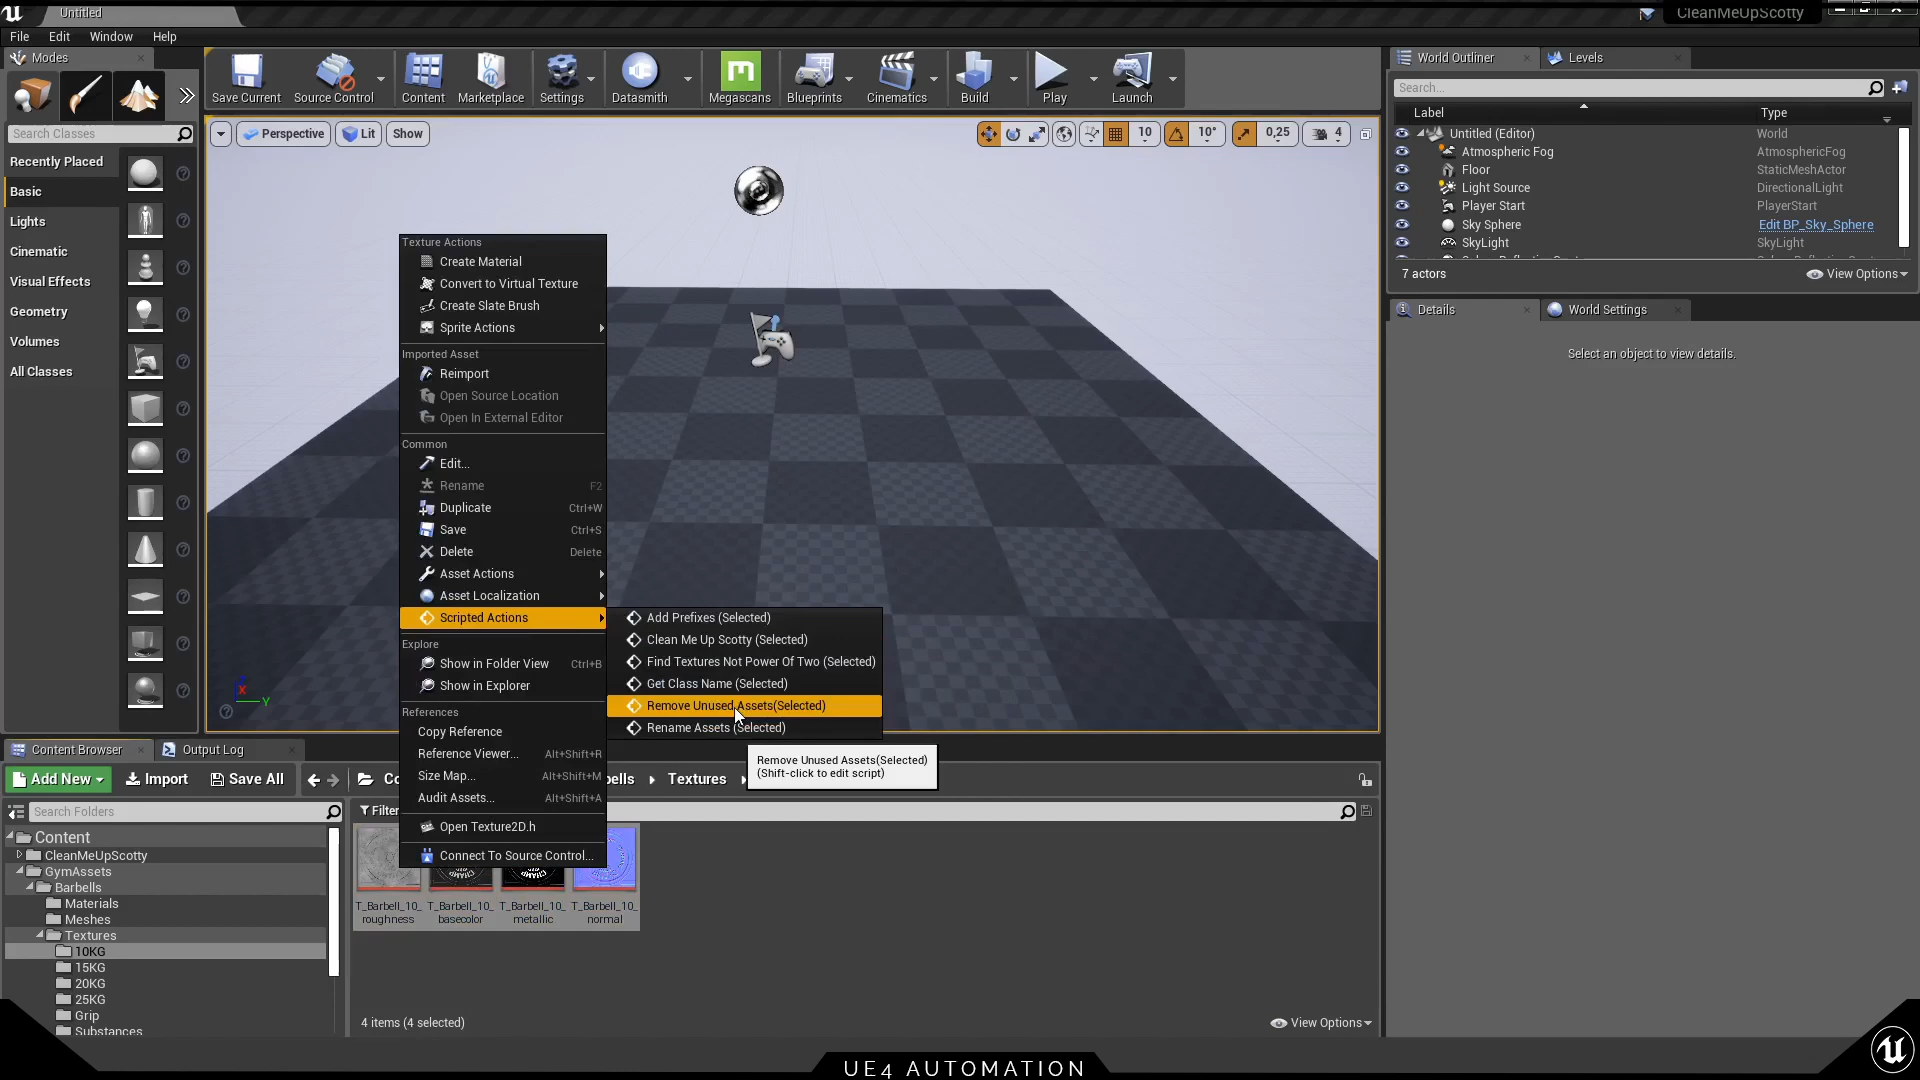 Untitled
CleanMeUpScotty
File Edit Window Help
Modes
Save Current Source Control Content Marketplace Settings Datasmith Megascans Blueprints Cinematics Build Play Launch
Search Classes
Recently Placed
Basic
Lights
Cinematic
Visual Effects
Geometry
Volumes
All Classes
Perspective Lit Show
10 10° 0,25 4
World Outliner Levels
Search...
Label Type
Untitled (Editor) World
Atmospheric Fog AtmosphericFog
Floor StaticMeshActor
Light Source DirectionalLight
Player Start PlayerStart
Sky Sphere Edit BP_Sky_Sphere
SkyLight SkyLight
7 actors View Options
Details World Settings
Select an object to view details.
Texture Actions
Create Material
Convert to Virtual Texture
Create Slate Brush
Sprite Actions
Imported Asset
Reimport
Open Source Location
Open In External Editor
Common
Edit...
Rename F2
Duplicate Ctrl+W
Save Ctrl+S
Delete Delete
Asset Actions
Asset Localization
Scripted Actions
Explore
Show in Folder View Ctrl+B
Show in Explorer
References
Copy Reference
Reference Viewer... Alt+Shift+R
Size Map... Alt+Shift+M
Audit Assets... Alt+Shift+A
Open Texture2D.h
Connect To Source Control...
Add Prefixes (Selected)
Clean Me Up Scotty (Selected)
Find Textures Not Power Of Two (Selected)
Get Class Name (Selected)
Remove Unused Assets(Selected)
Rename Assets (Selected)
Remove Unused Assets(Selected)
(Shift-click to edit script)
X Y
Content Browser Output Log
Add New Import Save All Co bells Textures
Search Folders
Filter
Content
CleanMeUpScotty
GymAssets
Barbells
Materials
Meshes
Textures
10KG
15KG
20KG
25KG
Grip
Substances
T_Barbell_10_ roughness
T_Barbell_10_ basecolor
T_Barbell_10_ metallic
T_Barbell_10_ normal
4 items (4 selected) View Options
UE4 AUTOMATION